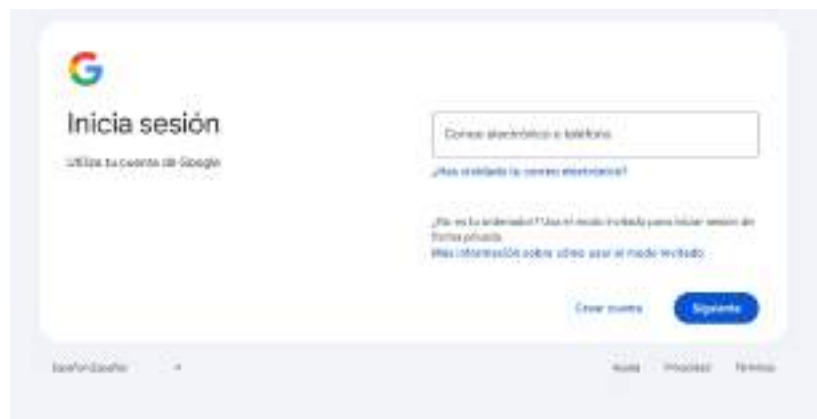 Inicia sesión
Utiliza tu cuenta de Google
Correo electrónico o teléfono
¿Has olvidado tu correo electrónico?
¿No es tu ordenador? Usa el modo invitado para iniciar sesión de
forma privada.
Más información sobre cómo usar el modo invitado
Crear cuenta
Siguiente
Ayuda
Privacidad
Términos